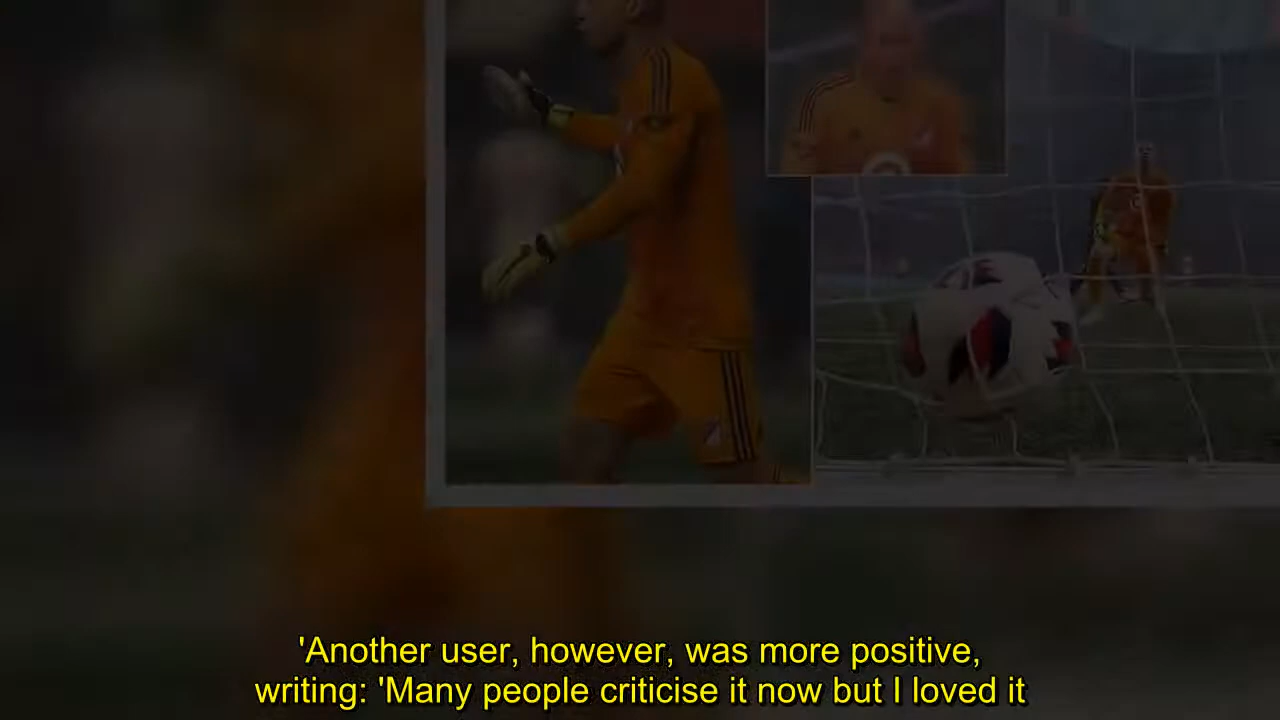 'Another user, however, was more positive,
writing: 'Many people criticise it now but I loved it